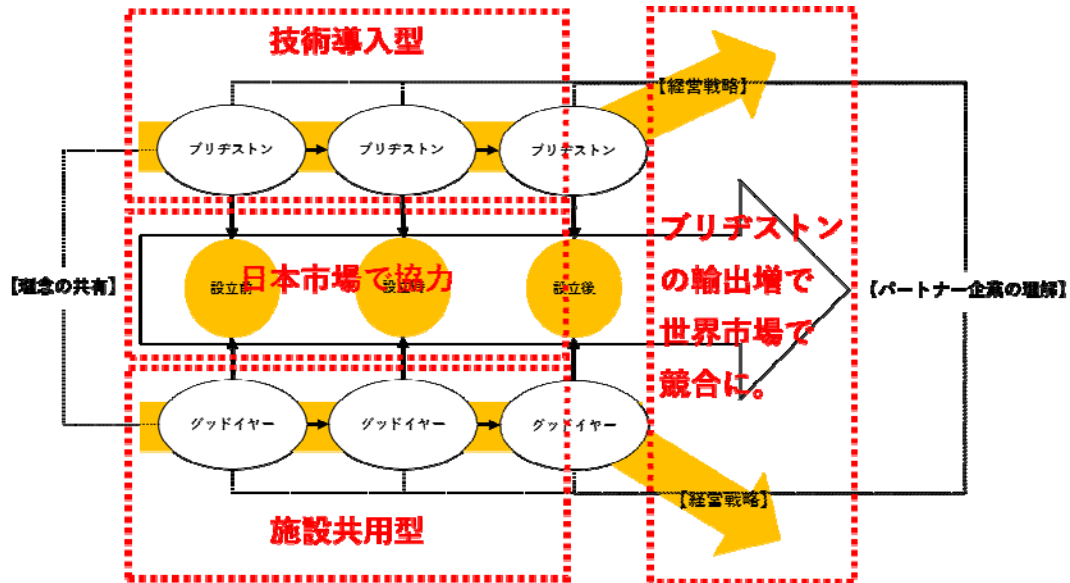 技術導入型
【経営戦略】
ブリヂストン
ブリヂストン
ブリヂストン
【理念の共有】
設立前
設立時
設立後
日本市場で協力
ブリヂストン
の輸出増で
世界市場で
競合に。
【パートナー企業の理解】
グッドイヤー
グッドイヤー
グッドイヤー
【経営戦略】
施設共用型